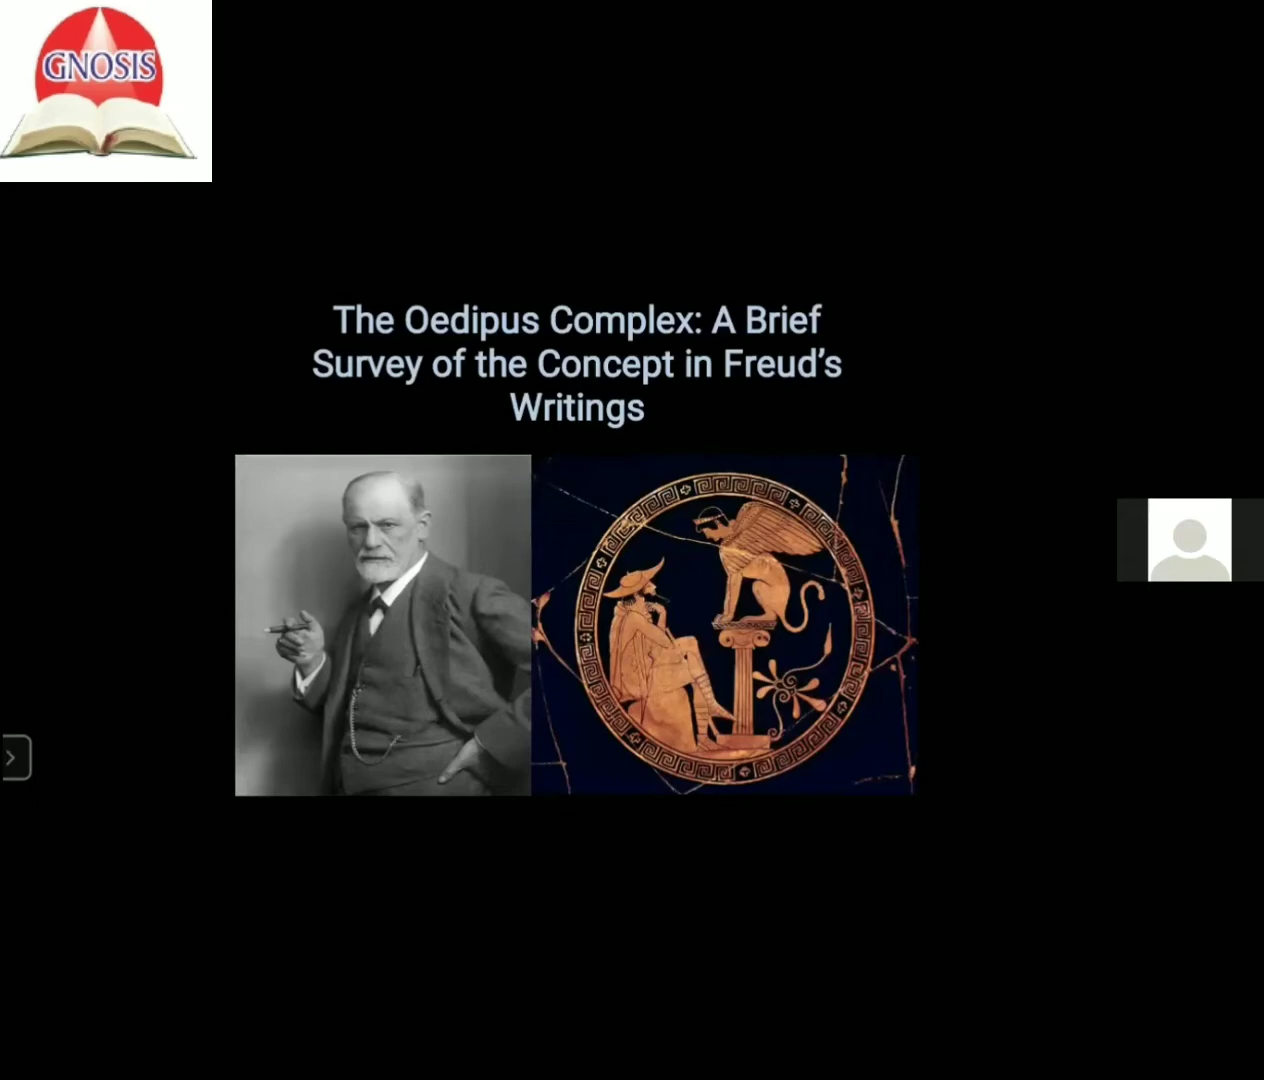 GNOSIS
The Oedipus Complex: A Brief
Survey of the Concept in Freud’s
Writings